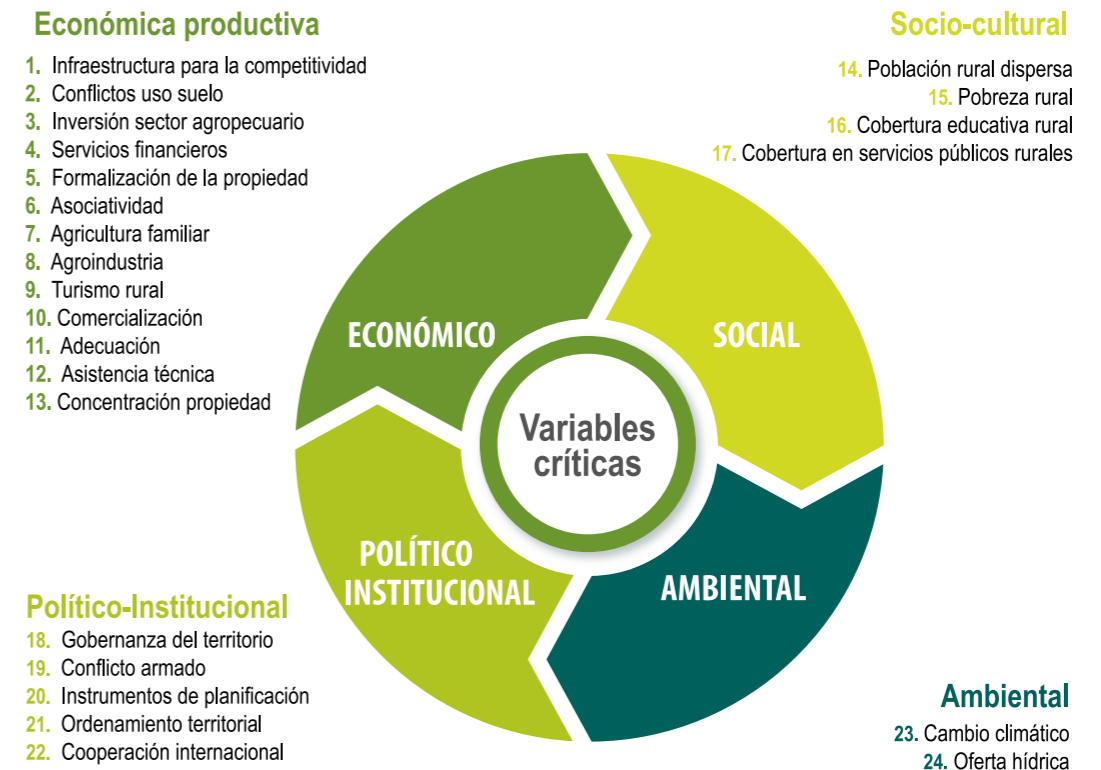 Económica productiva
1. Infraestructura para la competitividad
2. Conflictos uso suelo
3. Inversión sector agropecuario
4. Servicios financieros
5. Formalización de la propiedad
6. Asociatividad
7. Agricultura familiar
8. Agroindustria
9. Turismo rural
10. Comercialización
11. Adecuación
12. Asistencia técnica
13. Concentración propiedad
Socio-cultural
14. Población rural dispersa
15. Pobreza rural
16. Cobertura educativa rural
17. Cobertura en servicios públicos rurales
ECONÓMICO
SOCIAL
Variables
críticas
POLÍTICO
INSTITUCIONAL
AMBIENTAL
Político-Institucional
18. Gobernanza del territorio
19. Conflicto armado
20. Instrumentos de planificación
21. Ordenamiento territorial
22. Cooperación internacional
Ambiental
23. Cambio climático
24. Oferta hídrica